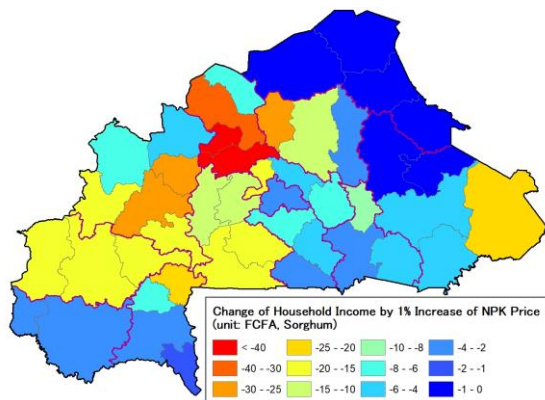 Change of Household Income by 1% Increase of NPK Price
(unit: FCFA, Sorghum)
< -40 -25 - -20 -10 - -8 -4 - -2
-40 - -30 -20 - -15 -8 - -6 -2 - -1
-30 - -25 -15 - -10 -6 - -4 -1 - 0